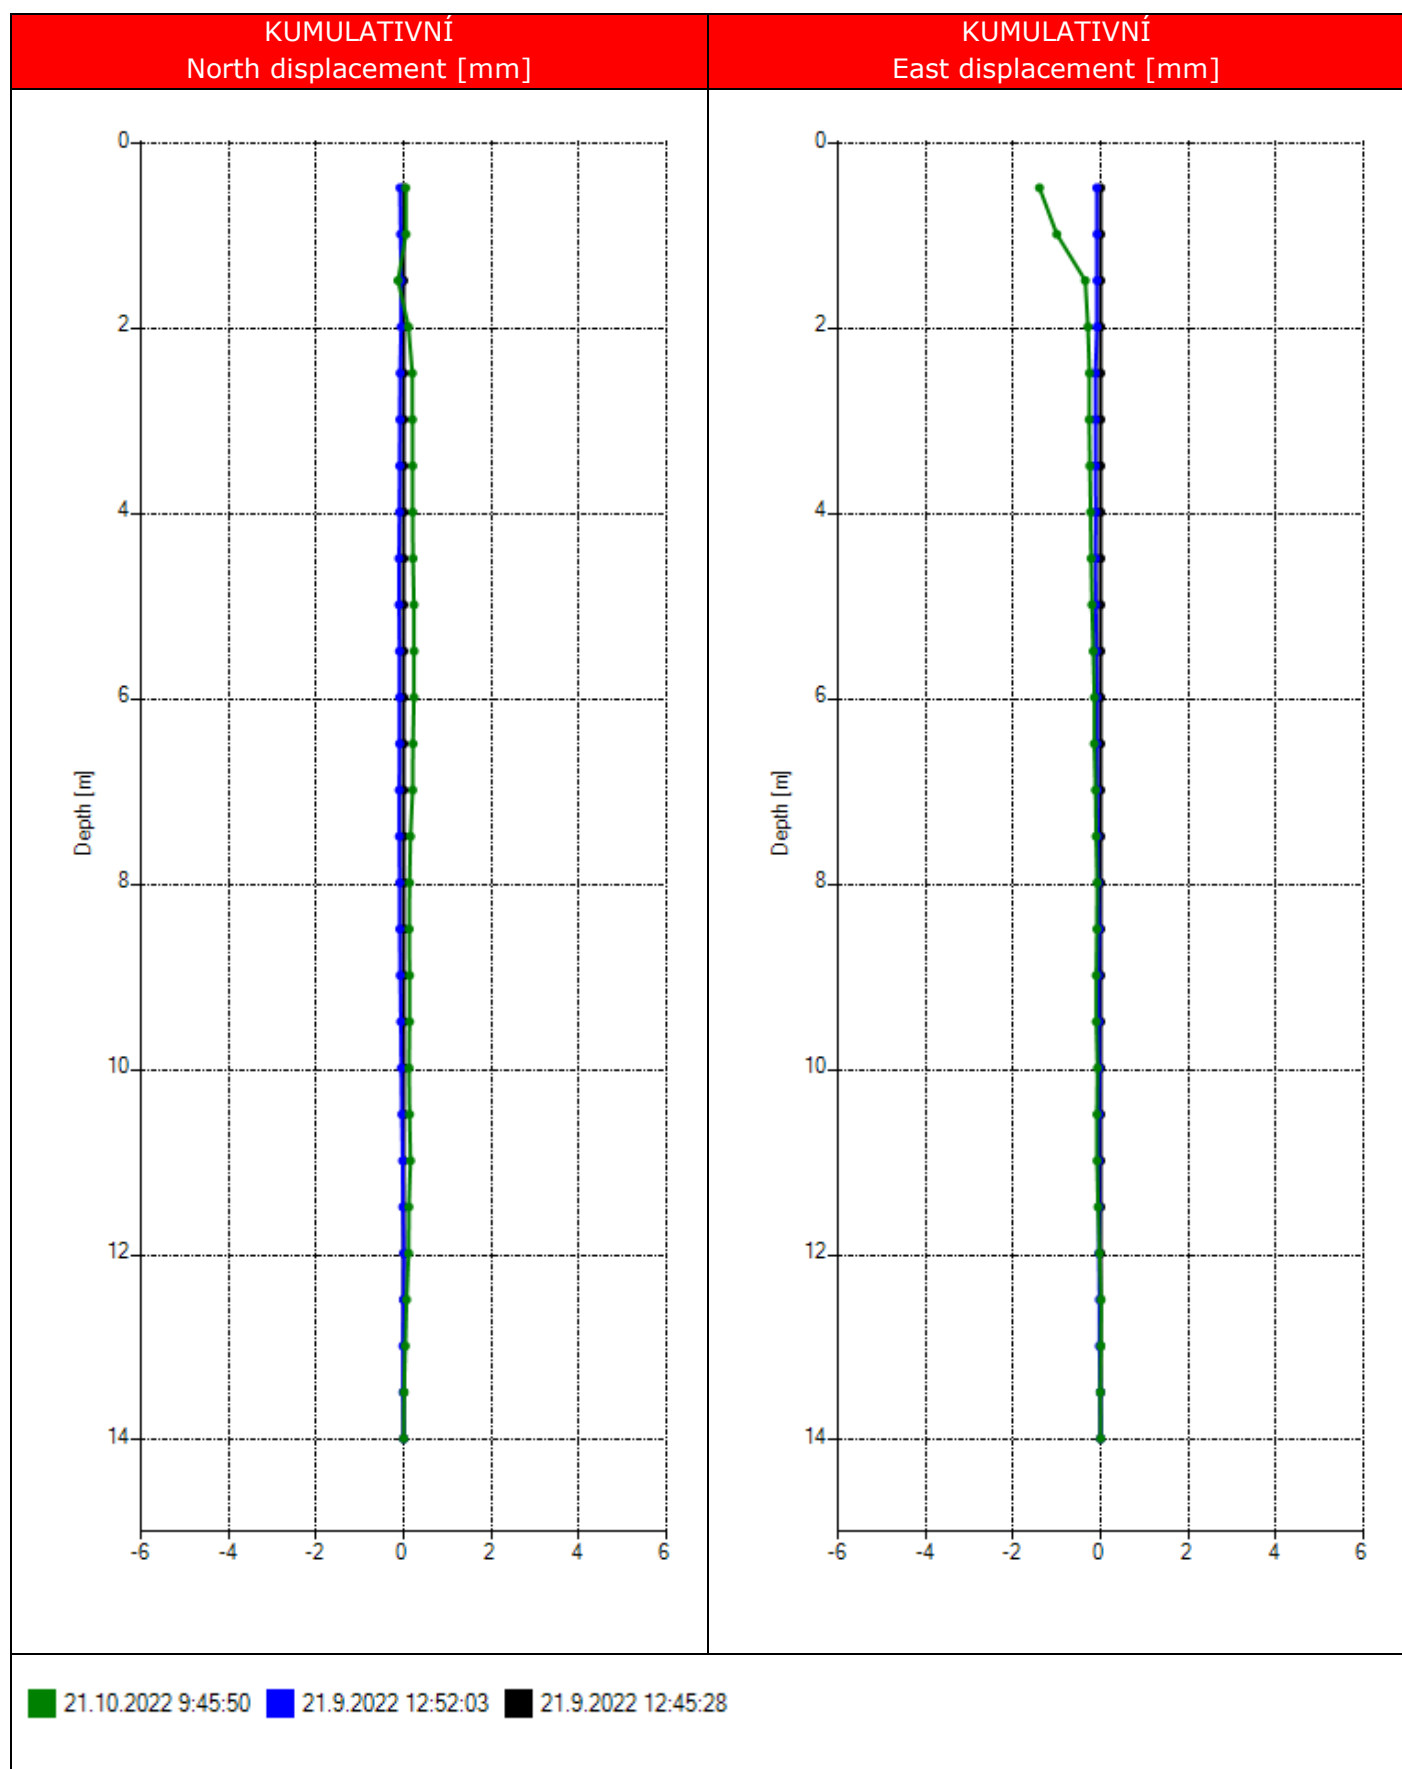 KUMULATIVNÍ
North displacement [mm]
KUMULATIVNÍ
East displacement [mm]
0
2
4
6
8
10
12
14
Depth [m]
-6 -4 -2 0 2 4 6
0
2
4
6
8
10
12
14
Depth [m]
-6 -4 -2 0 2 4 6
21.10.2022 9:45:50 21.9.2022 12:52:03 21.9.2022 12:45:28